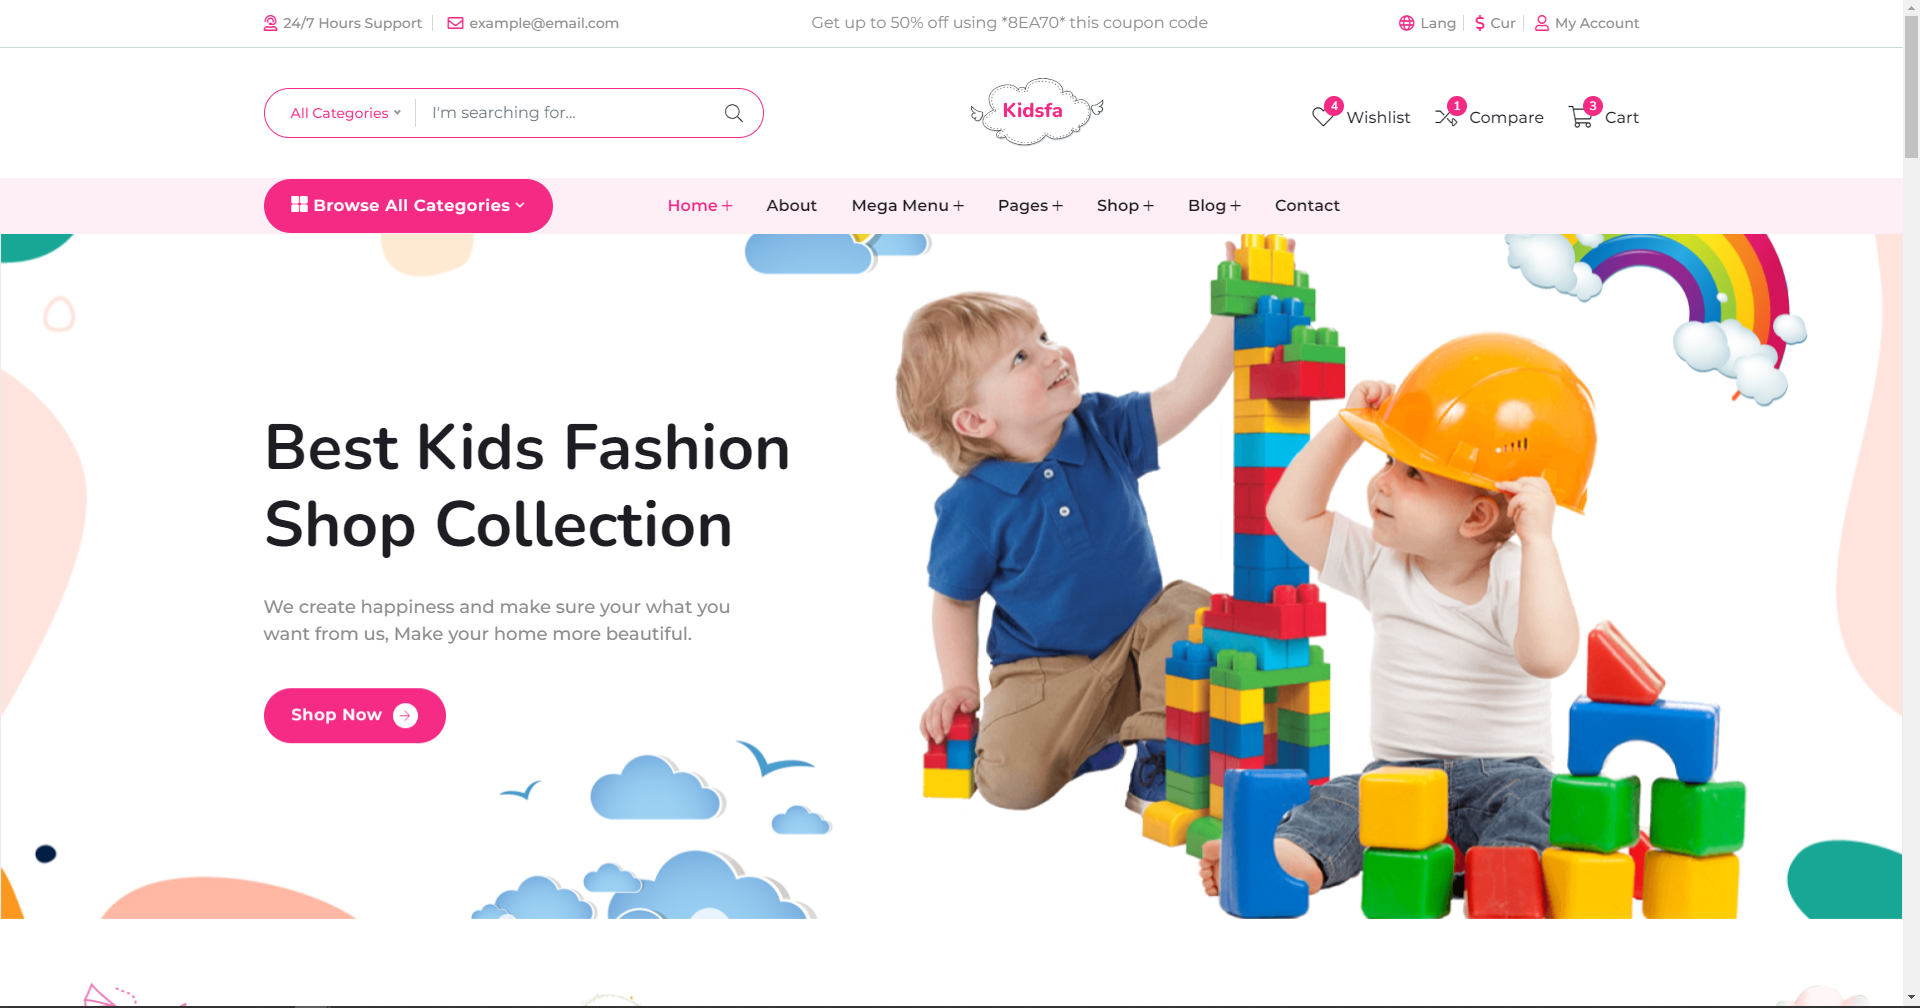 24/7 Hours Support
example@email.com
Get up to 50% off using *8EA70* this coupon code
Lang
Cur
My Account
All Categories
I'm searching for...
Kidsfa
4
Wishlist
1
Compare
3
Cart
Browse All Categories
Home
About
Mega Menu
Pages
Shop
Blog
Contact
Best Kids Fashion
Shop Collection
We create happiness and make sure your what you
want from us, Make your home more beautiful.
Shop Now